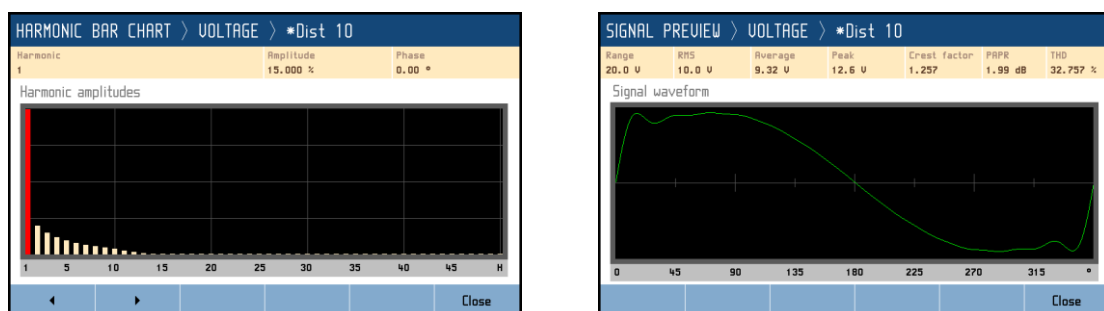 HARMONIC BAR CHART > VOLTAGE > *Dist 10
Harmonic Amplitude Phase
1 15.000 % 0.00 °
Harmonic amplitudes
1 5 10 15 20 25 30 35 40 45 H
Close
SIGNAL PREVIEW > VOLTAGE > *Dist 10
Range RMS Average Peak Crest factor PAPR THD
20.0 V 10.0 V 9.32 V 12.6 V 1.257 1.99 dB 32.757 %
Signal waveform
0 45 90 135 180 225 270 315 °
Close